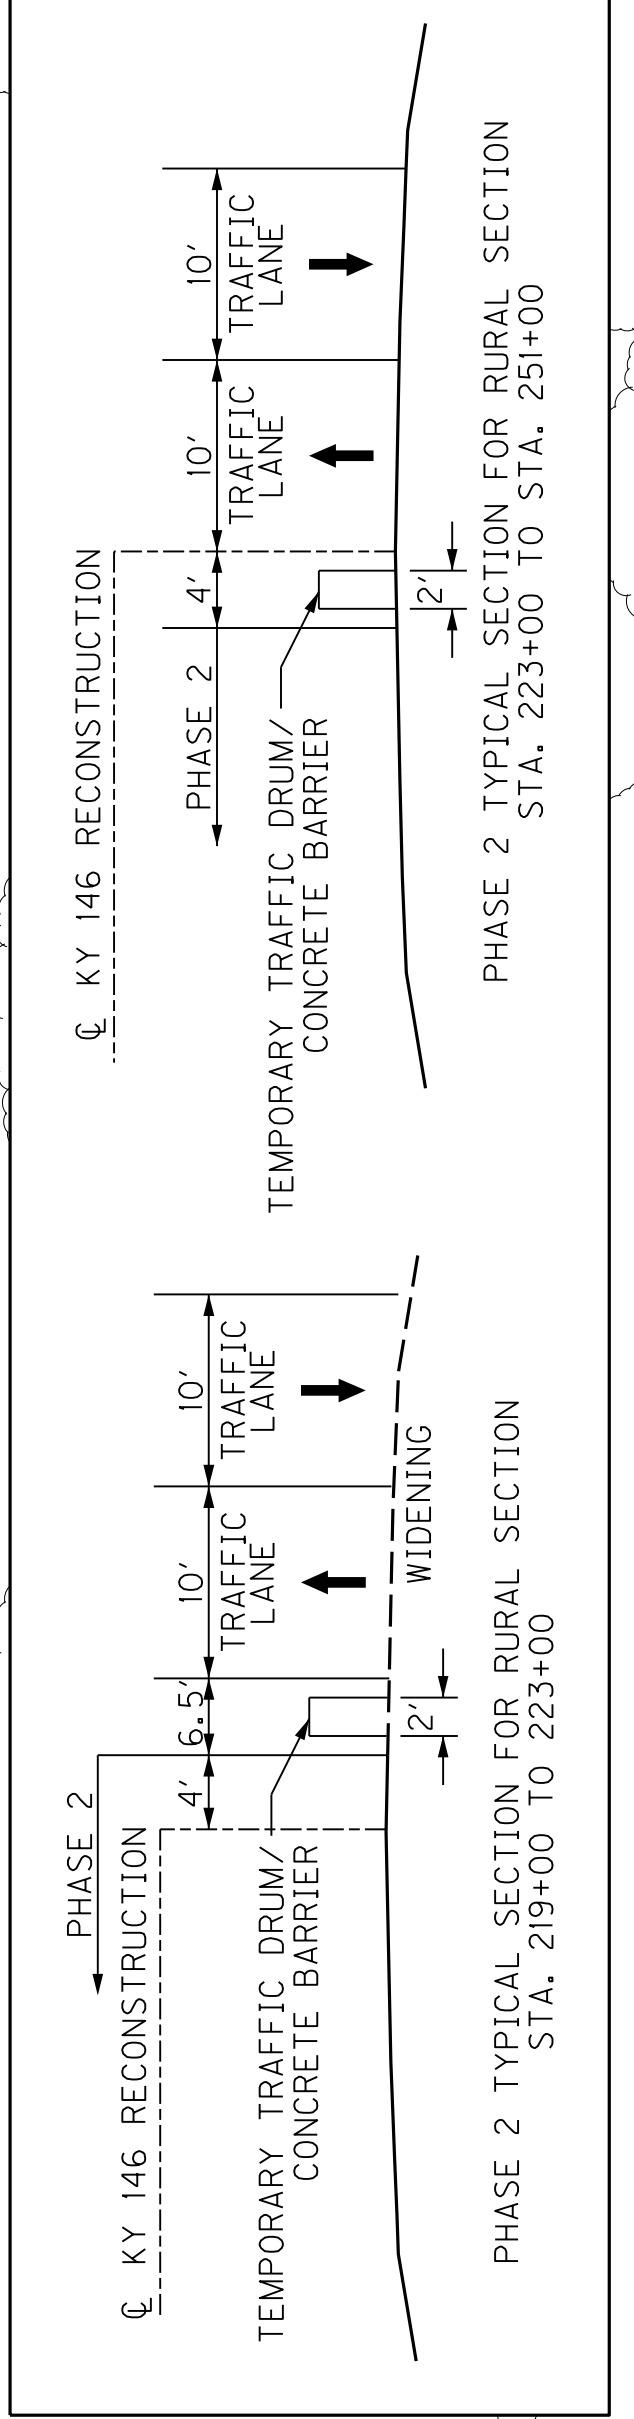 PHASE 2
℄ KY 146 RECONSTRUCTION
4'
6.5'
10'
10'
TRAFFIC
LANE
TRAFFIC
LANE
TEMPORARY TRAFFIC DRUM/
CONCRETE BARRIER
2'
WIDENING
PHASE 2 TYPICAL SECTION FOR RURAL SECTION
STA. 219+00 TO 223+00
℄ KY 146 RECONSTRUCTION
PHASE 2
4'
10'
10'
TRAFFIC
LANE
TRAFFIC
LANE
TEMPORARY TRAFFIC DRUM/
CONCRETE BARRIER
2'
PHASE 2 TYPICAL SECTION FOR RURAL SECTION
STA. 223+00 TO STA. 251+00